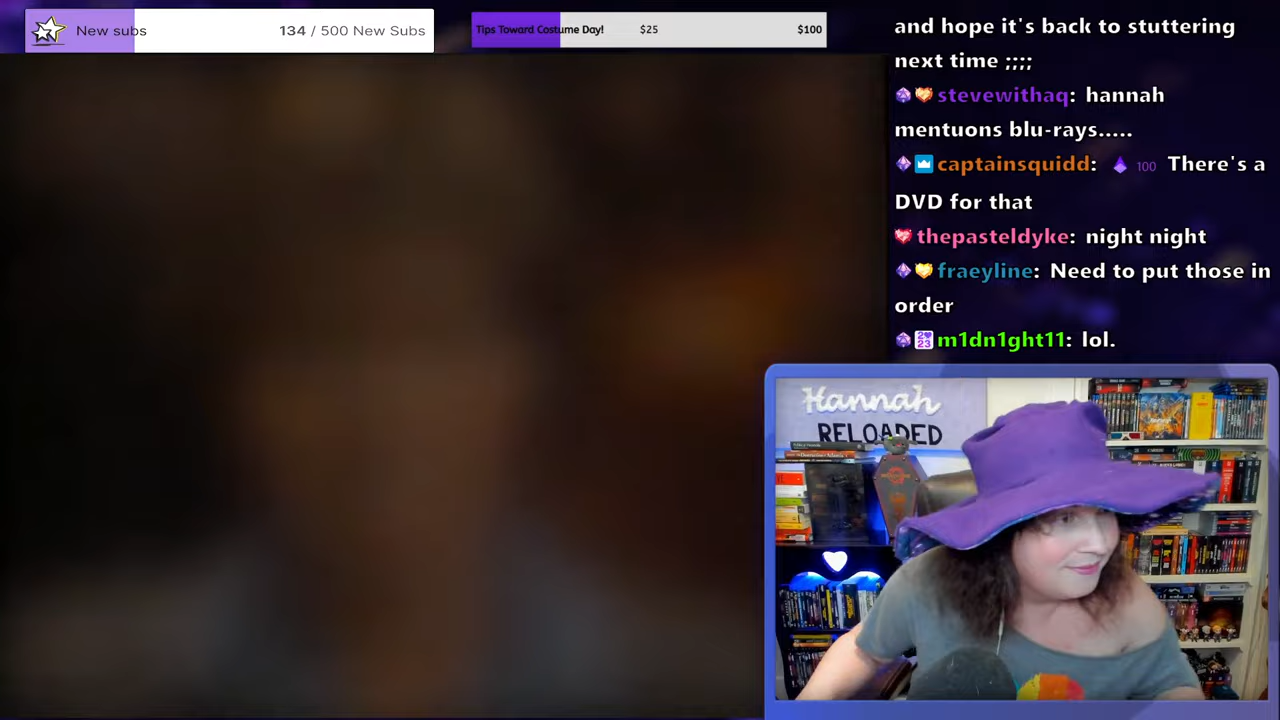 New subs
134 / 500 New Subs
Tips Toward Costume Day!
$25
$100
and hope it's back to stuttering
next time ;;;;
stevewithaq: hannah
mentuons blu-rays.....
captainsquidd: 100 There's a
DVD for that
thepasteldyke: night night
fraeyline: Need to put those in
order
m1dn1ght11: lol.
Hannah
RELOADED